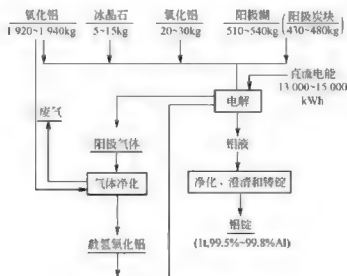 氧化铝 冰晶石 氧化铝 阳极糊 (阳极炭块
1 920~1 940kg 5~15kg 20~30kg 510~540kg 430~480kg)
直流电能
13 000~15 000
kWh
电解
废气
阳极气体
铝液
气体净化
净化、澄清和铸锭
载氟氧化铝
铝锭
(1t,99.5%~99.8%Al)